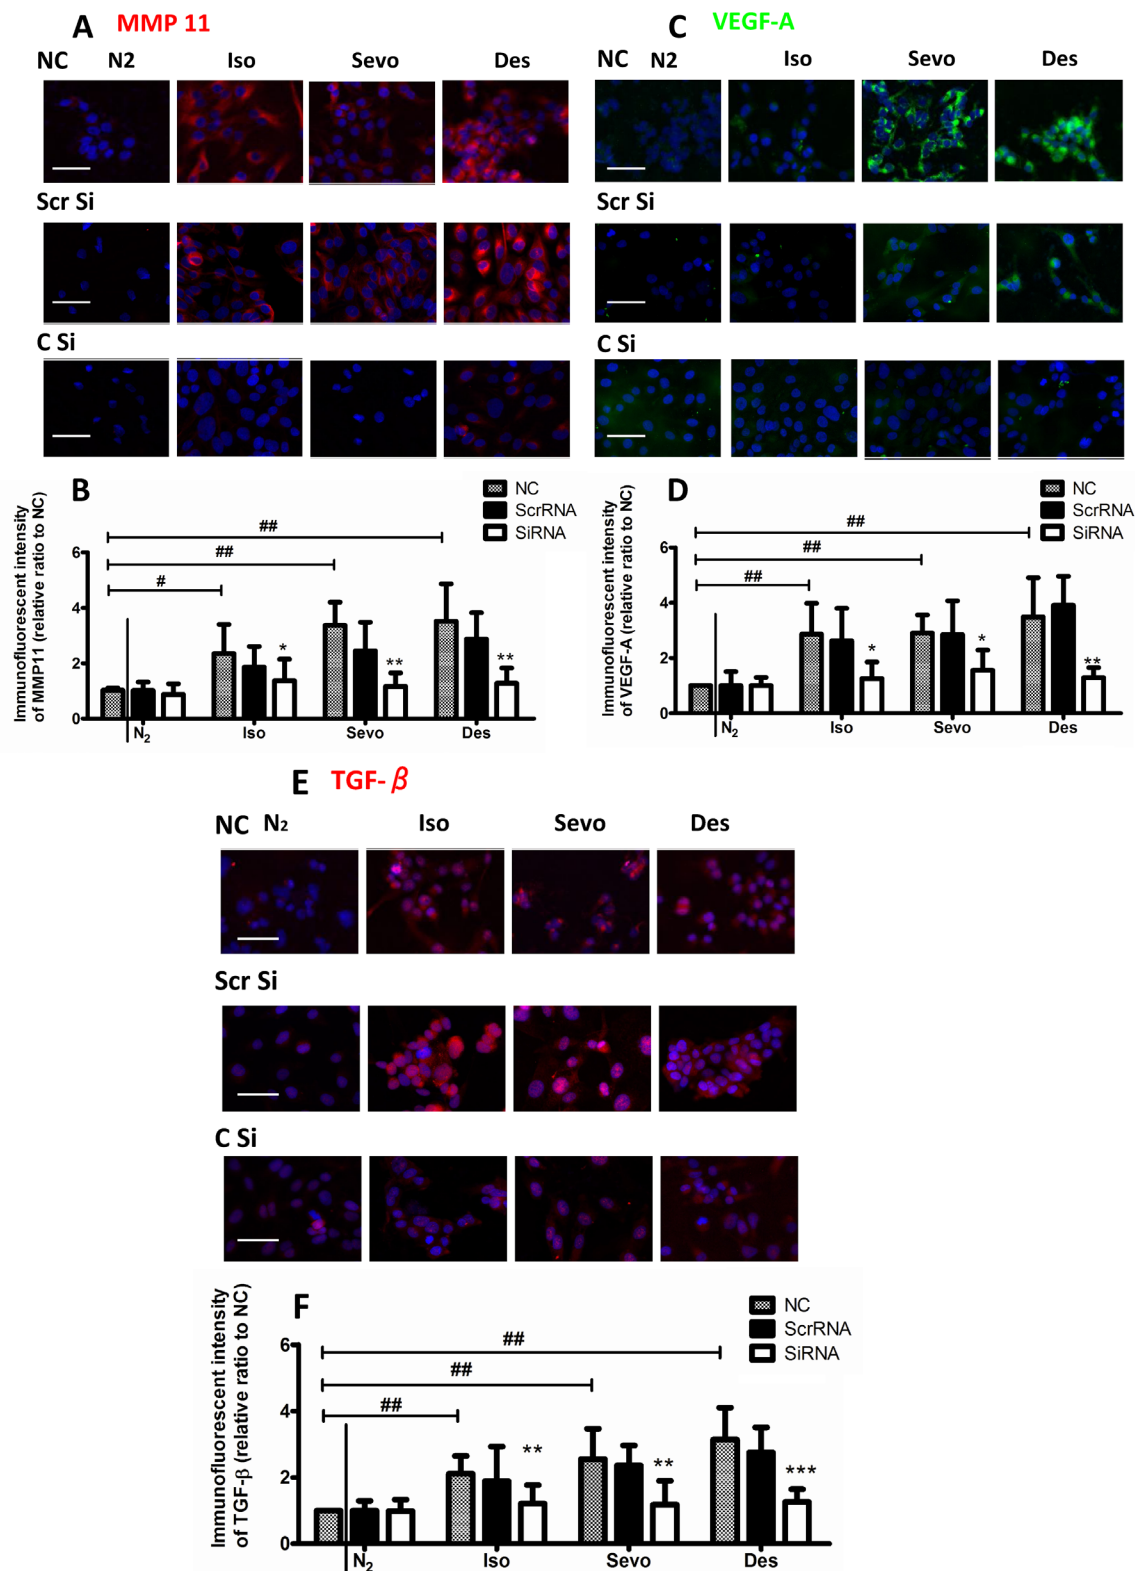 A MMP 11
NC N2 Iso Sevo Des
Scr Si
C Si
B
NC
ScrRNA
SiRNA
Immunofluorescent intensity
of MMP11 (relative ratio to NC)
6
4
2
0
##
##
#
*
**
**
N2 Iso Sevo Des
C VEGF-A
NC N2 Iso Sevo Des
Scr Si
C Si
D
NC
ScrRNA
SiRNA
Immunofluorescent intensity
of VEGF-A (relative ratio to NC)
6
4
2
0
##
##
##
*
*
**
N2 Iso Sevo Des
E TGF-β
NC N2 Iso Sevo Des
Scr Si
C Si
F
NC
ScrRNA
SiRNA
Immunofluorescent intensity
of TGF-β (relative ratio to NC)
6
4
2
0
##
##
##
**
**
***
N2 Iso Sevo Des